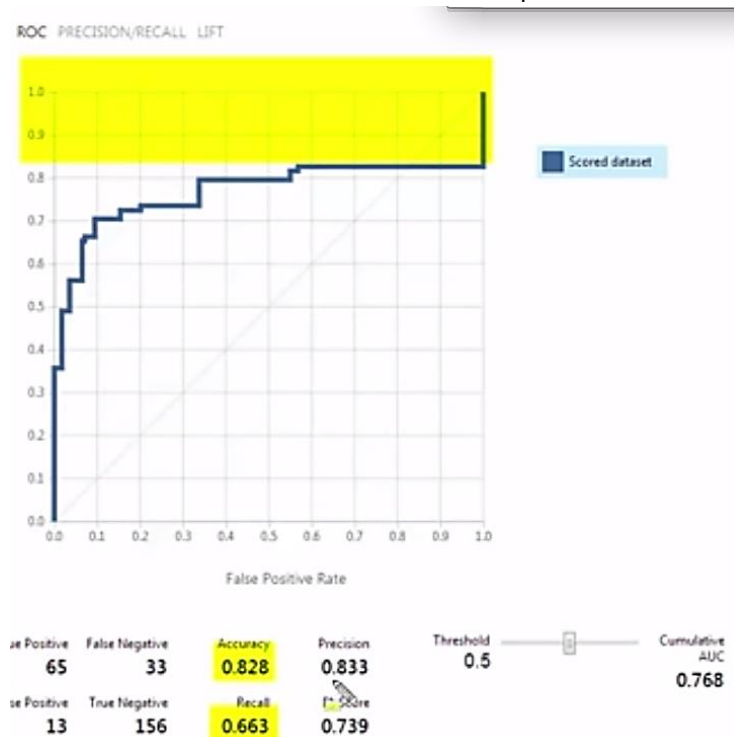 ROC PRECISION/RECALL LIFT
1.0
0.9
0.8
0.7
0.6
0.5
0.4
0.3
0.2
0.1
0.0
0.0 0.1 0.2 0.3 0.4 0.5 0.6 0.7 0.8 0.9 1.0
Scored dataset
False Positive Rate
ue Positive False Negative Accuracy Precision Threshold Cumulative AUC
65 33 0.828 0.833 0.5 0.768
se Positive True Negative Recall
13 156 0.663 0.739